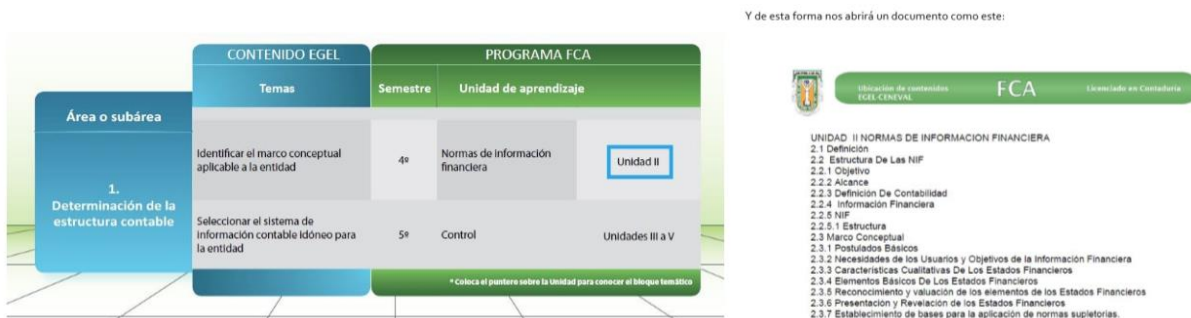 CONTENIDO EGEL
PROGRAMA FCA
Temas
Semestre
Unidad de aprendizaje
Área o subárea
1.
Determinación de la
estructura contable
Identificar el marco conceptual
aplicable a la entidad
4º
Normas de información
financiera
Unidad II
Seleccionar el sistema de
información contable idóneo para
la entidad
5º
Control
Unidades III a V
* Coloca el puntero sobre la Unidad para conocer el bloque temático
Y de esta forma nos abrirá un documento como este:
Ubicación de contenidos
EGEL-CENEVAL
FCA
Licenciado en Contaduría
UNIDAD II NORMAS DE INFORMACION FINANCIERA
2.1 Definición
2.2 Estructura De Las NIF
2.2.1 Objetivo
2.2.2 Alcance
2.2.3 Definición De Contabilidad
2.2.4 Información Financiera
2.2.5 NIF
2.2.5.1 Estructura
2.3 Marco Conceptual
2.3.1 Postulados Básicos
2.3.2 Necesidades de los Usuarios y Objetivos de la Información Financiera
2.3.3 Características Cualitativas De Los Estados Financieros
2.3.4 Elementos Básicos De Los Estados Financieros
2.3.5 Reconocimiento y valuación de los elementos de los Estados Financieros
2.3.6 Presentación y Revelación de los Estados Financieros
2.3.7 Establecimiento de bases para la aplicación de normas supletorias.